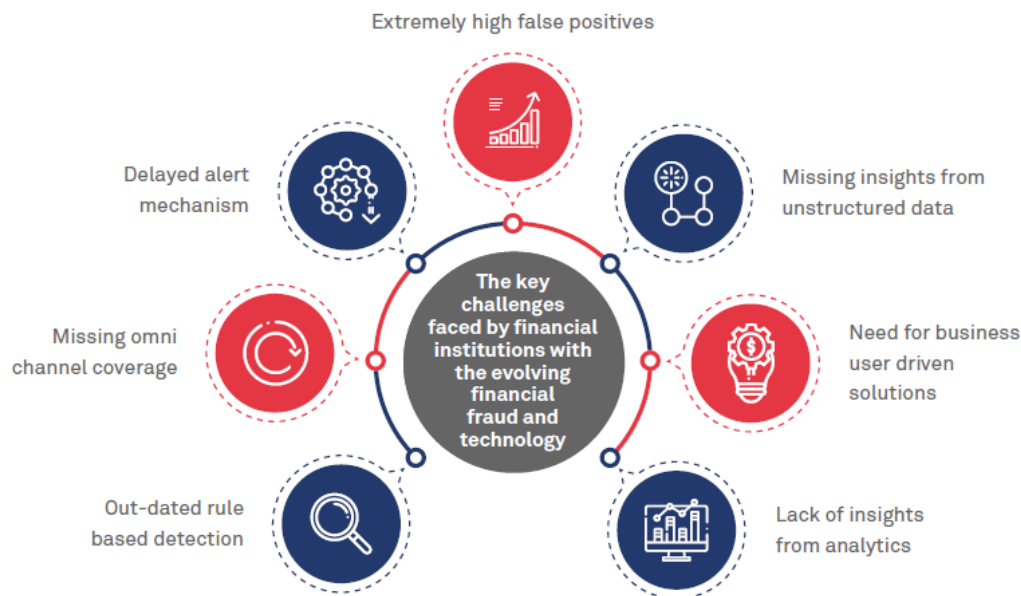 Extremely high false positives
Delayed alert
mechanism
Missing insights from
unstructured data
The key
challenges
faced by financial
institutions with
the evolving
financial
fraud and
technology
Missing omni
channel coverage
Need for business
user driven
solutions
Out-dated rule
based detection
Lack of insights
from analytics
$